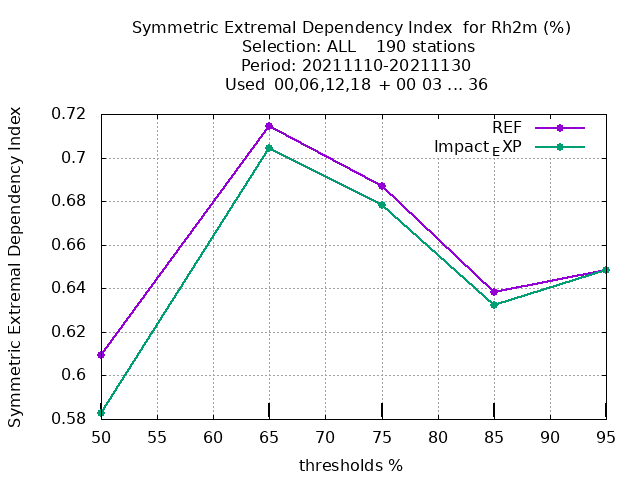 Symmetric Extremal Dependency Index  for Rh2m (%)
Selection: ALL    190 stations
Period: 20211110-20211130
Used  00,06,12,18  + 00 03 ... 36
Symmetric Extremal Dependency Index
0.72
0.7
0.68
0.66
0.64
0.62
0.6
0.58
REF
Impact_EXP
50 55 60 65 70 75 80 85 90 95
thresholds %